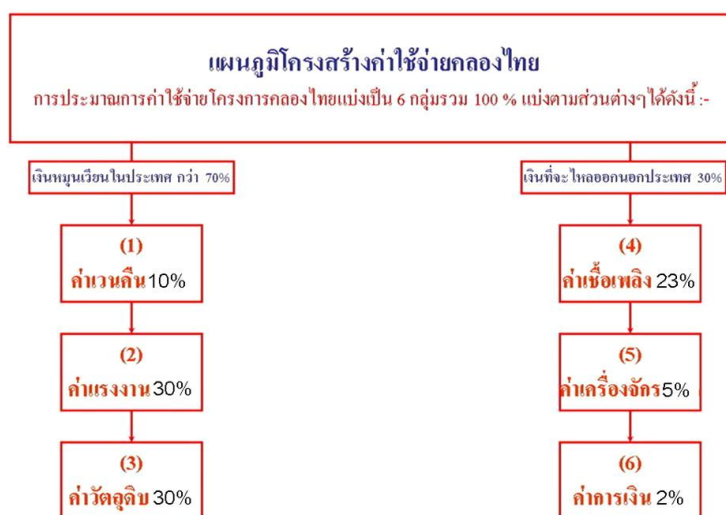 แผนภูมิโครงสร้างค่าใช้จ่ายคลองไทย
การประมาณการค่าใช้จ่ายโครงการคลองไทยแบ่งเป็น 6 กลุ่มรวม 100 % แบ่งตามส่วนต่างๆได้ดังนี้ :-
เงินหมุนเวียนในประเทศ กว่า 70%
(1)
ค่าเวนคืน 10%
(2)
ค่าแรงงาน 30%
(3)
ค่าวัตถุดิบ 30%
เงินที่จะไหลออกนอกประเทศ 30%
(4)
ค่าเชื้อเพลิง 23%
(5)
ค่าเครื่องจักร 5%
(6)
ค่าการเงิน 2%